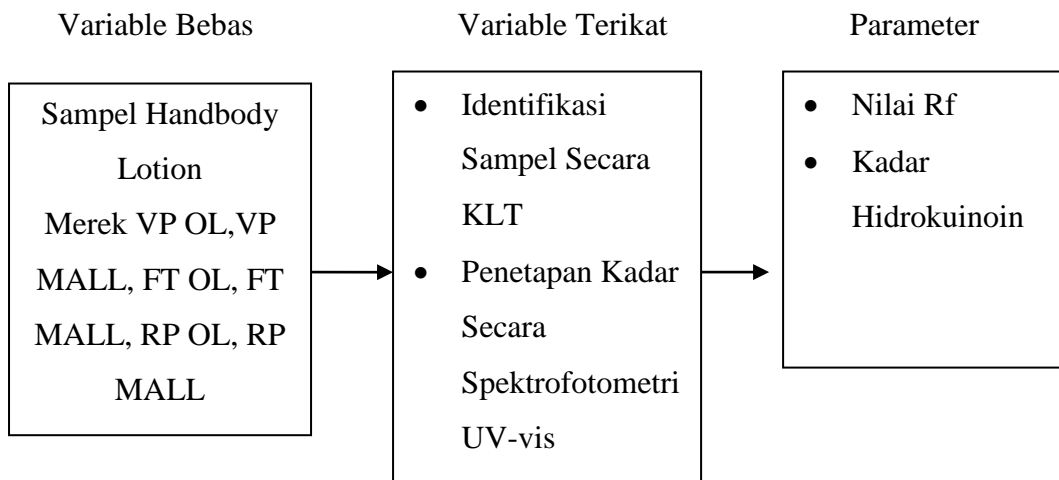 Variable Bebas
Variable Terikat
Parameter
Sampel Handbody
Lotion
Merek VP OL,VP
MALL, FT OL, FT
MALL, RP OL, RP
MALL
• Identifikasi
Sampel Secara
KLT
• Penetapan Kadar
Secara
Spektrofotometri
UV-vis
• Nilai Rf
• Kadar
Hidrokuinoin